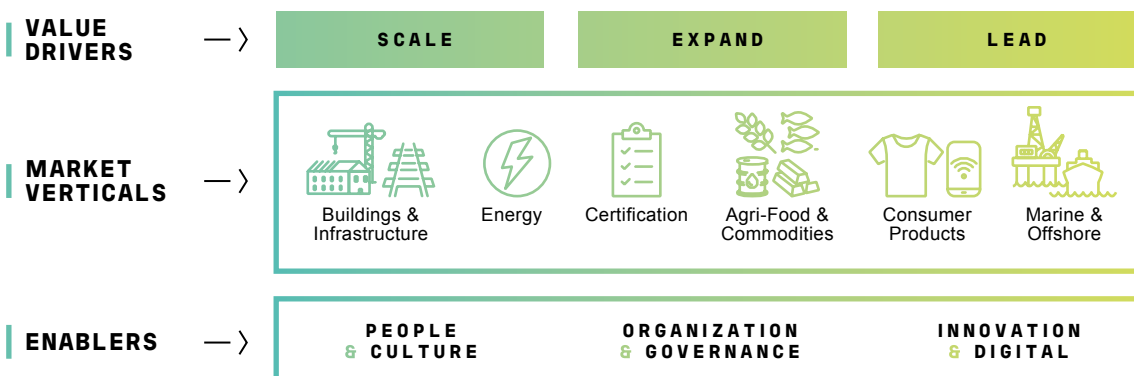 VALUE
DRIVERS
SCALE
EXPAND
LEAD
MARKET
VERTICALS
Buildings &
Infrastructure
Energy
Certification
Agri-Food &
Commodities
Consumer
Products
Marine &
Offshore
ENABLERS
PEOPLE
& CULTURE
ORGANIZATION
& GOVERNANCE
INNOVATION
& DIGITAL